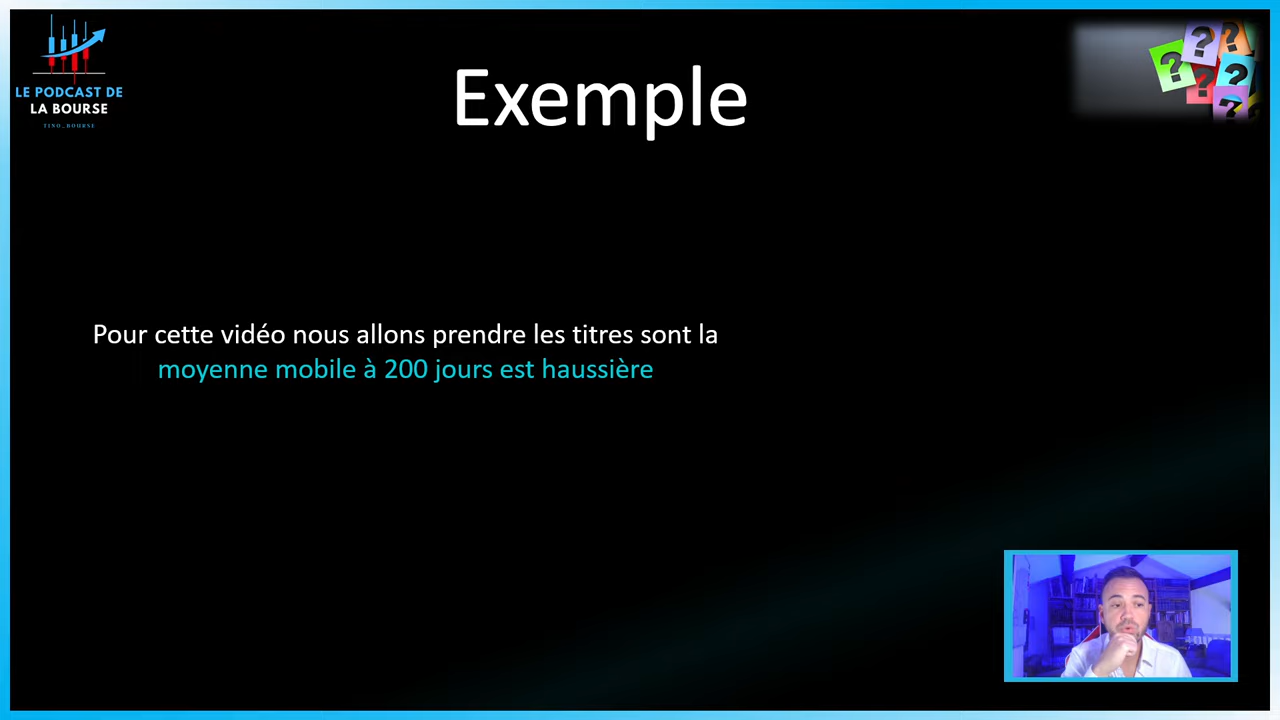 LE PODCAST DE
LA BOURSE
TINO_BOURSE
Exemple
? ? ? ? ? ?
Pour cette vidéo nous allons prendre les titres sont la
moyenne mobile à 200 jours est haussière